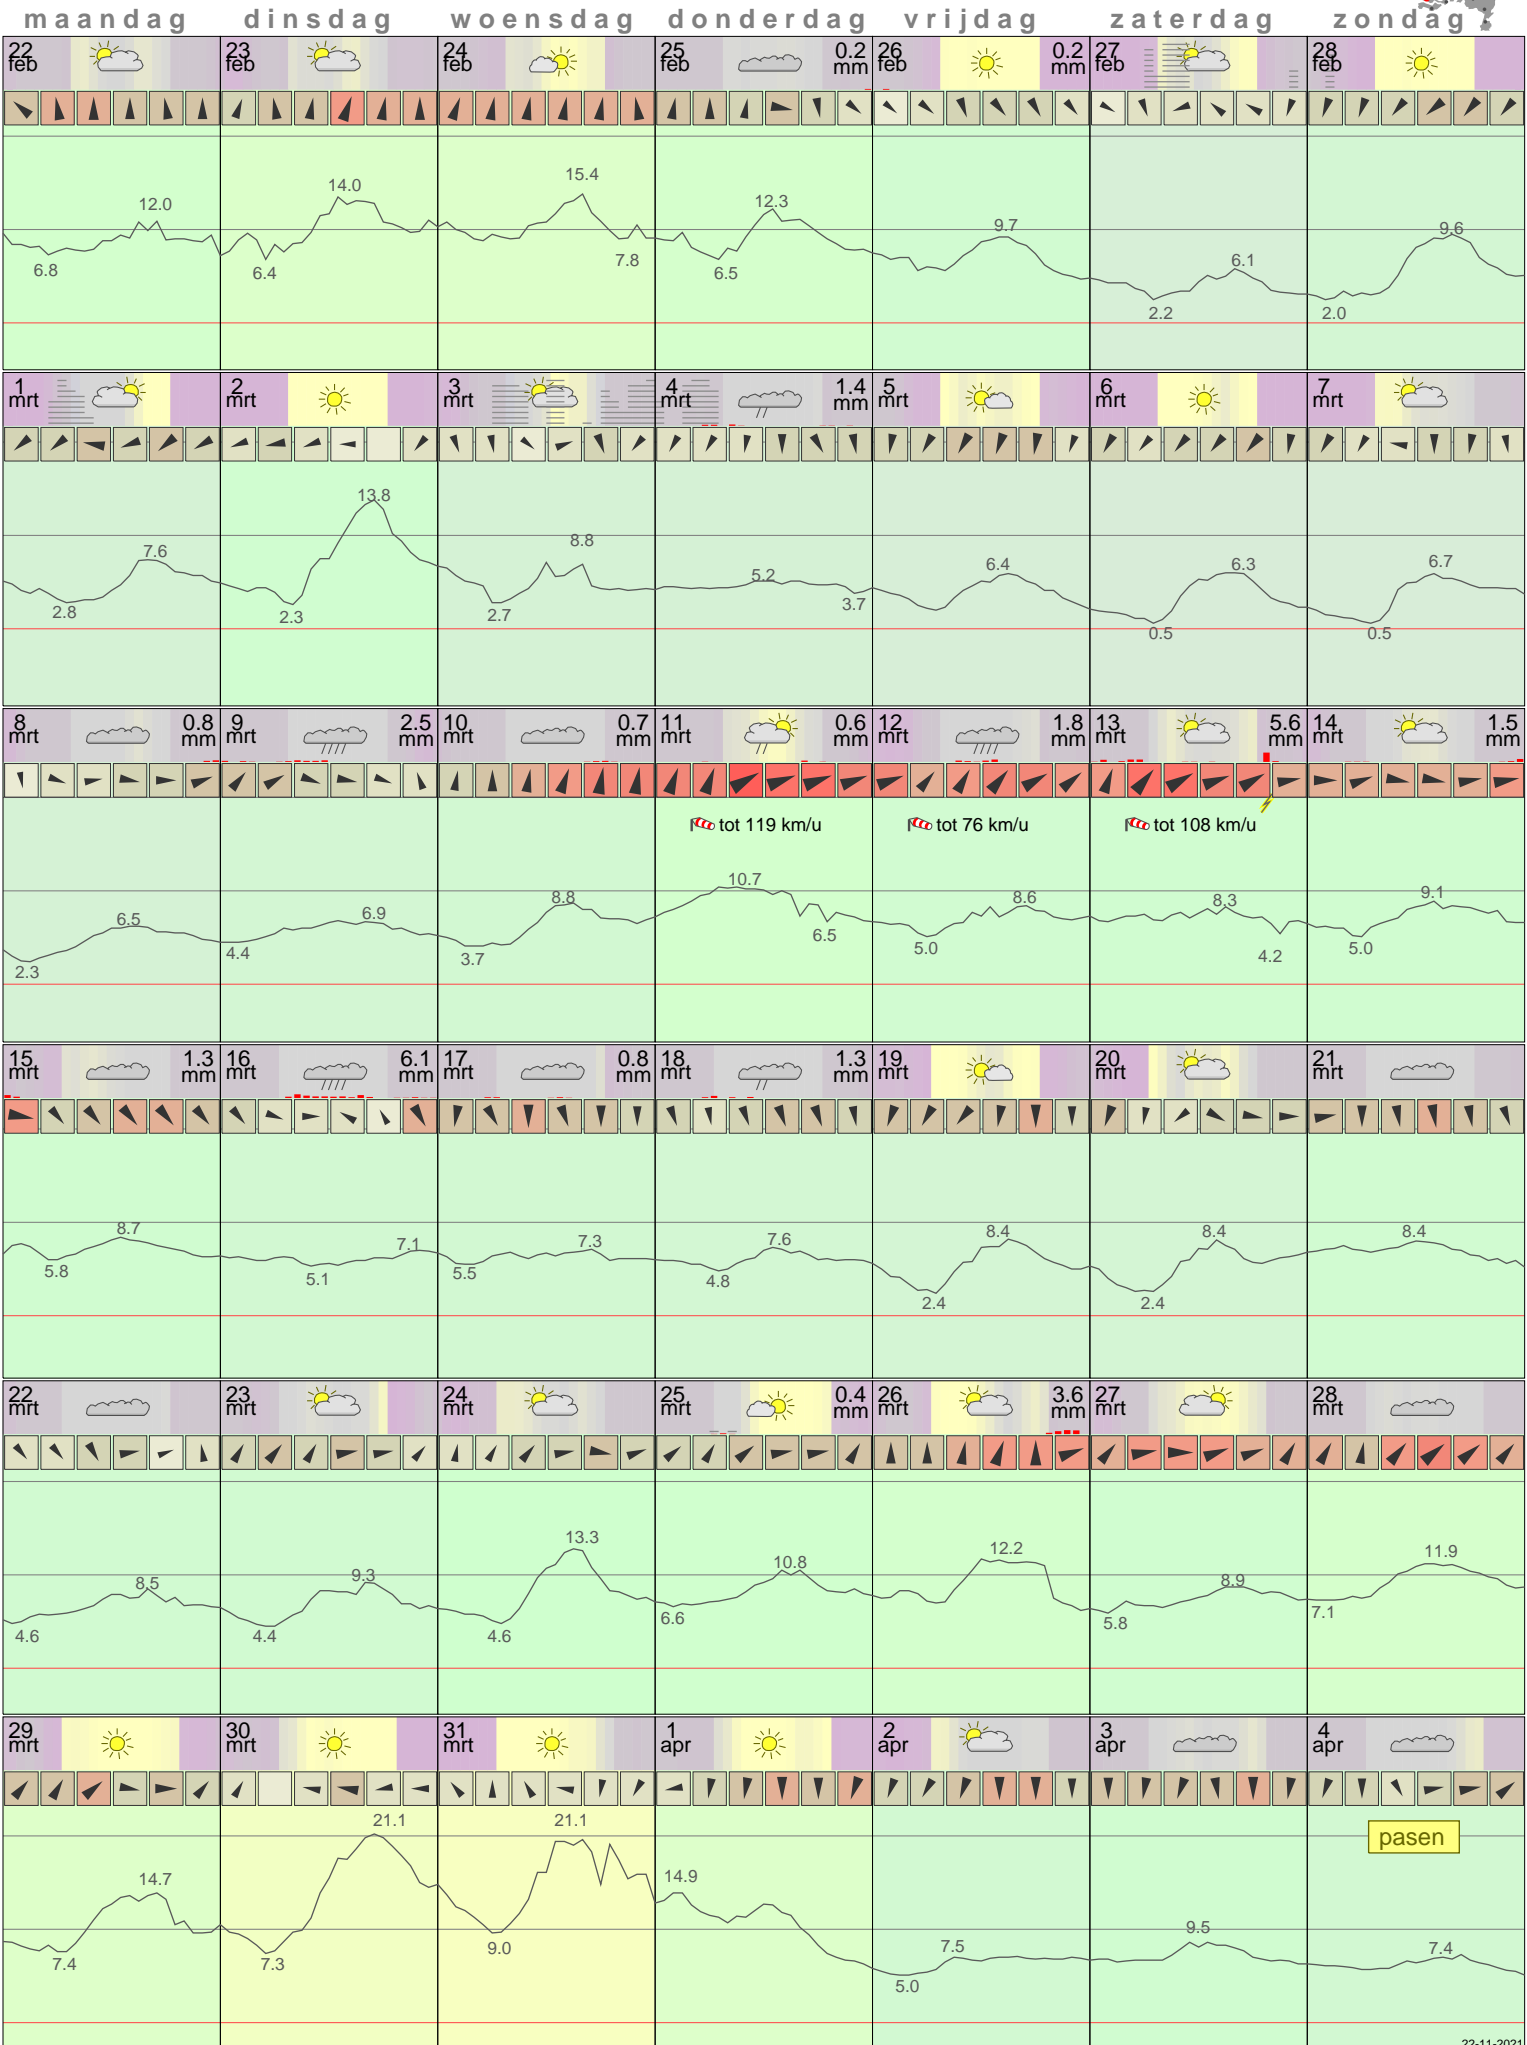 maandag dinsdag woensdag donderdag vrijdag zaterdag zondag
22 23 24 25 0.2 26 0.2 27 28
feb feb feb feb mm feb mm feb feb
12.0 14.0 15.4 12.3 9.7 6.1 9.6
6.8 6.4 7.8 6.5 2.2 2.0
1 2 3 4 1.4 5 6 7
mrt mrt mrt mrt mm mrt mrt mrt
7.6 13.8 8.8 5.2 6.4 6.3 6.7
2.8 2.3 2.7 3.7 0.5 0.5
8 0.8 9 2.5 10 0.7 11 0.6 12 1.8 13 5.6 14 1.5
mrt mm mrt mm mrt mm mrt mm mrt mm mrt mm mrt mm
tot 119 km/u tot 76 km/u tot 108 km/u
6.5 6.9 8.8 10.7 8.6 8.3 9.1
2.3 4.4 3.7 6.5 5.0 4.2 5.0
15 1.3 16 6.1 17 0.8 18 1.3 19 20 21
mrt mm mrt mm mrt mm mrt mm mrt mrt mrt
8.7 7.1 7.3 7.6 8.4 8.4 8.4
5.8 5.1 5.5 4.8 2.4 2.4
22 23 24 25 0.4 26 3.6 27 28
mrt mrt mrt mrt mm mrt mm mrt mrt
8.5 9.3 13.3 10.8 12.2 8.9 11.9
4.6 4.4 4.6 6.6 5.8 7.1
29 30 31 1 2 3 4
mrt mrt mrt apr apr apr apr
pasen
14.7 21.1 21.1 14.9 7.5 9.5 7.4
7.4 7.3 9.0 5.0
22-11-2021